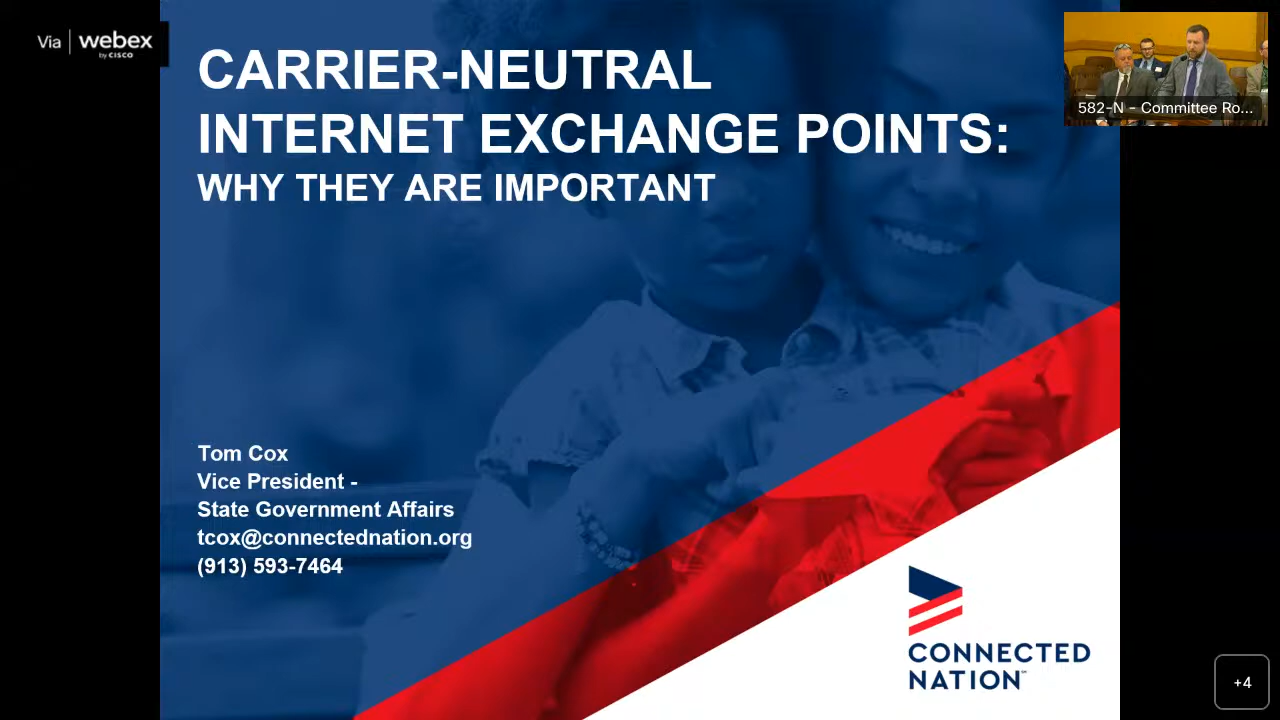 Via webex
by CISCO
CARRIER-NEUTRAL
INTERNET EXCHANGE POINTS:
WHY THEY ARE IMPORTANT
582-N - Committee Ro...
Tom Cox
Vice President -
State Government Affairs
tcox@connectednation.org
(913) 593-7464
CONNECTED
NATION
+4